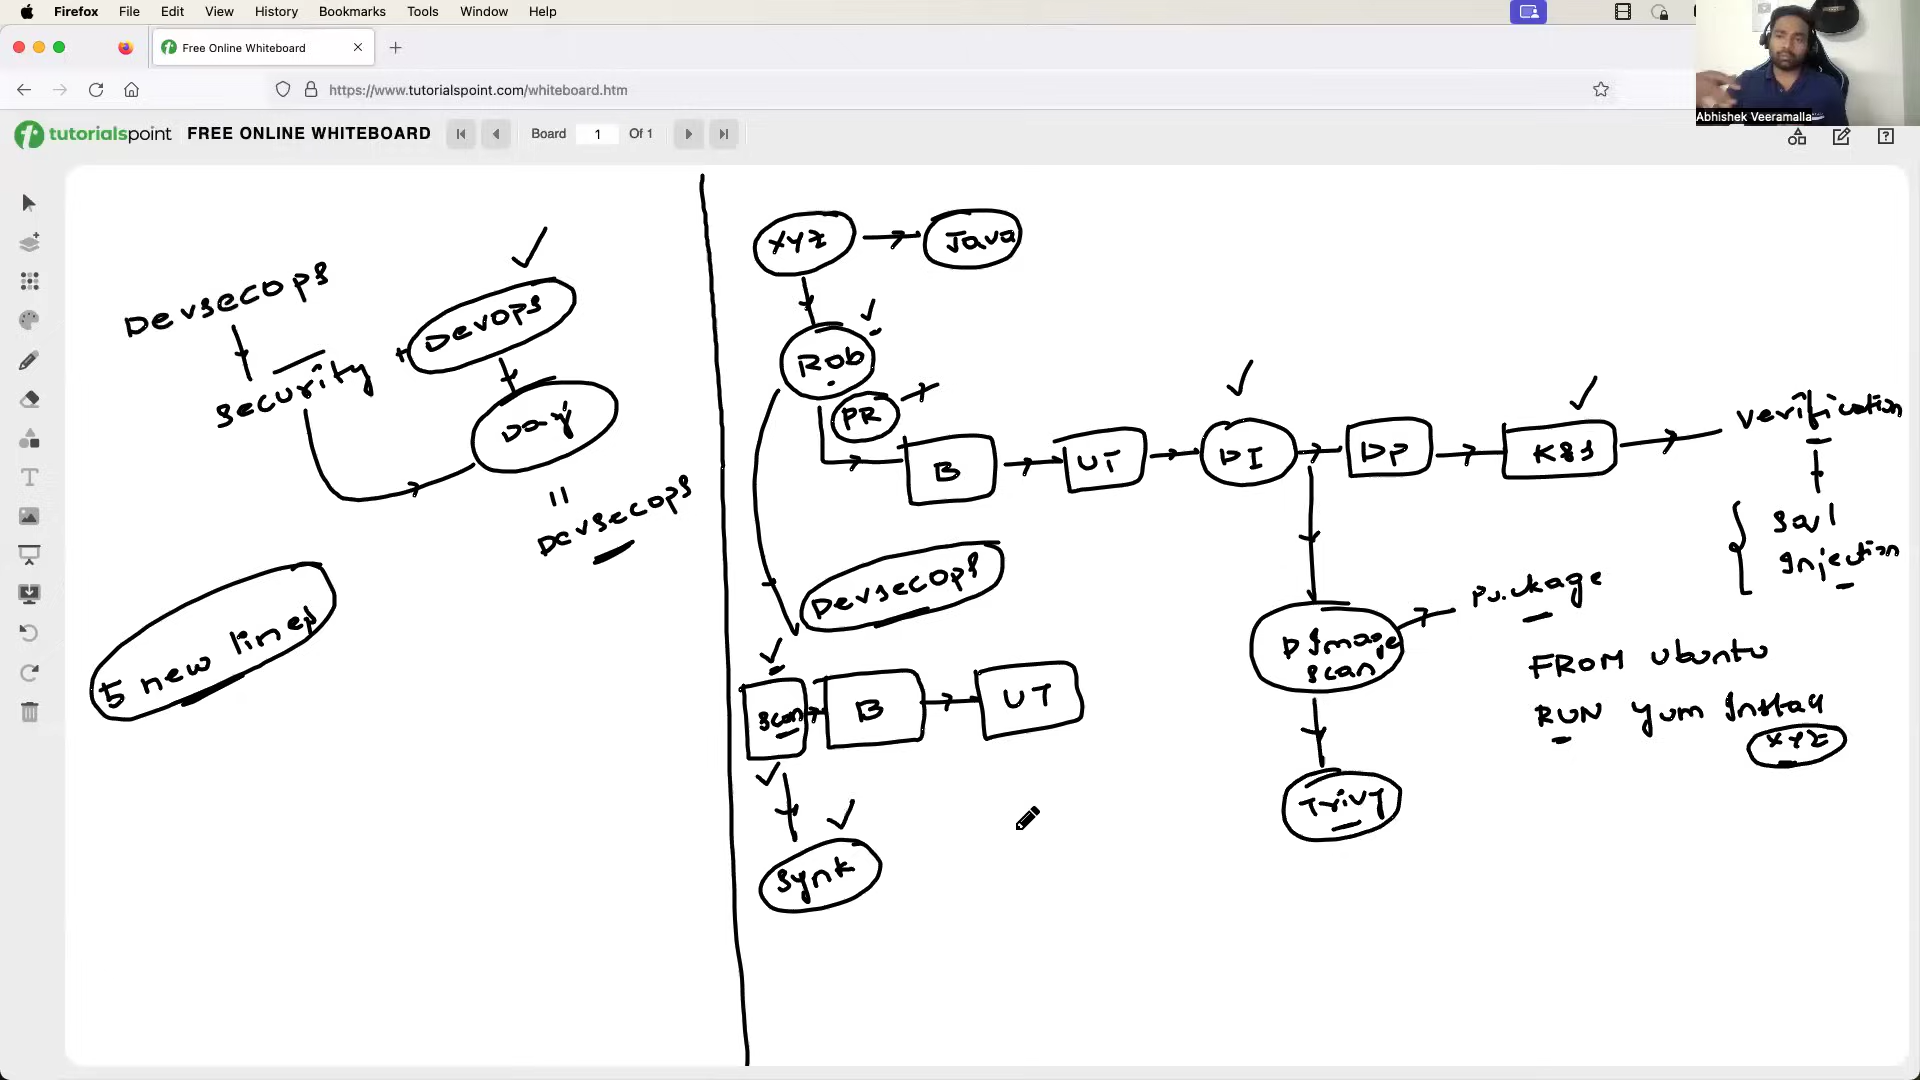 Firefox File Edit View History Bookmarks Tools Window Help
Free Online Whiteboard
https://www.tutorialspoint.com/whiteboard.htm
Abhishek Veeramalla
tutorialspoint FREE ONLINE WHITEBOARD Board 1 Of 1
DevsecOps
Security + Devops
Day
=
DevsecOps
5 new lines
XYZ Java
Rob
PR
B UT DI DP K8s Verification
Sql
Injection
DevsecOps
Scan B UT
Synk
D Image
Scan
Package
FROM Ubuntu
RUN yum Install
XYZ
Trivy